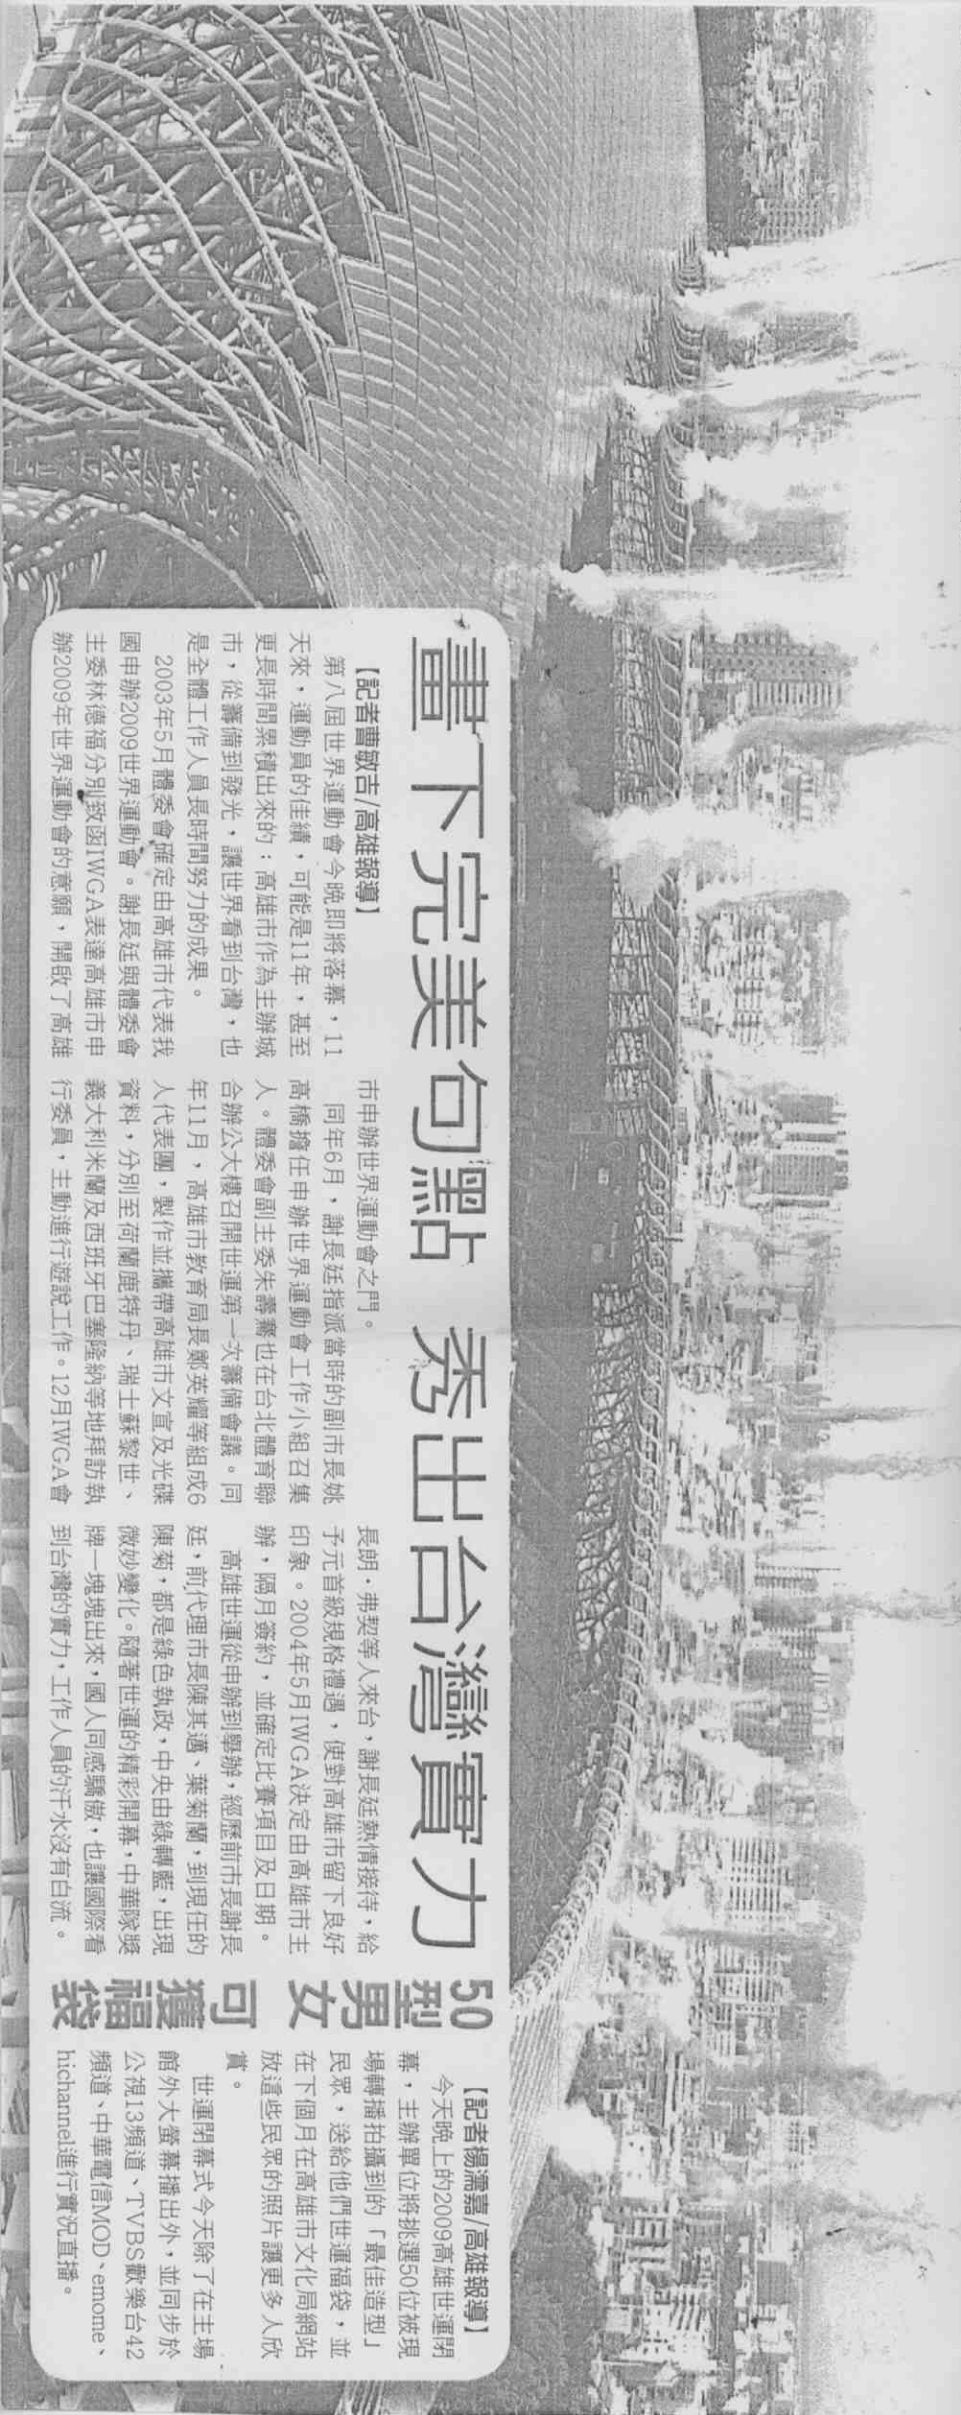 畫下完美句點 秀出台灣實力
【記者曹敏吉/高雄報導】
第八屆世界運動會今晚即將落幕,11
天來,運動員的佳績,可能是11年,甚至
更長時間累積出來的;高雄市作為主辦城
市,從籌備到發光,讓世界看到台灣,也
是全體工作人員長時間努力的成果。
2003年5月體委會確定由高雄市代表我
國申辦2009世界運動會。謝長廷與體委會
主委林德福分別致函IWGA表達高雄市申
辦2009年世界運動會的意願,開啟了高雄
市申辦世界運動會之門。
同年6月,謝長廷指派當時的副市長姚
高橋擔任申辦世界運動會工作小組召集
人。體委會副主委朱壽騫也在台北體育聯
合辦公大樓召開世運第一次籌備會議。同
年11月,高雄市教育局長鄭英耀等組成6
人代表團,製作並攜帶高雄市文宣及光碟
資料,分別至荷蘭鹿特丹、瑞士蘇黎世、
義大利米蘭及西班牙巴塞隆納等地拜訪執
行委員,主動進行遊說工作。12月IWGA會
長朗·弗契等人來台,謝長廷熱情接待,給
予元首級規格禮遇,使對高雄市留下良好
印象。2004年5月IWGA決定由高雄市主
辦,隔月簽約,並確定比賽項目及日期。
高雄世運從申辦到舉辦,經歷前市長謝長
廷,前代理市長陳其邁、葉菊蘭,到現任的
陳菊,都是綠色執政,中央由綠轉藍,出現
微妙變化。隨著世運的精彩開幕,中華隊獎
牌一塊塊出來,國人同感驕傲,也讓國際看
到台灣的實力,工作人員的汗水沒有白流。
50型男女 可獲福袋
【記者楊濡嘉/高雄報導】
今天晚上的2009高雄世運閉
幕,主辦單位將挑選50位被現
場轉播拍攝到的「最佳造型」
民眾,送給他們世運福袋,並
在下個月在高雄市文化局網站
放這些民眾的照片讓更多人欣
賞。
世運閉幕式今天除了在主場
館外大螢幕播出外,並同步於
公視13頻道、TVBS歡樂台42
頻道、中華電信MOD、emome、
hichannel進行實況直播。